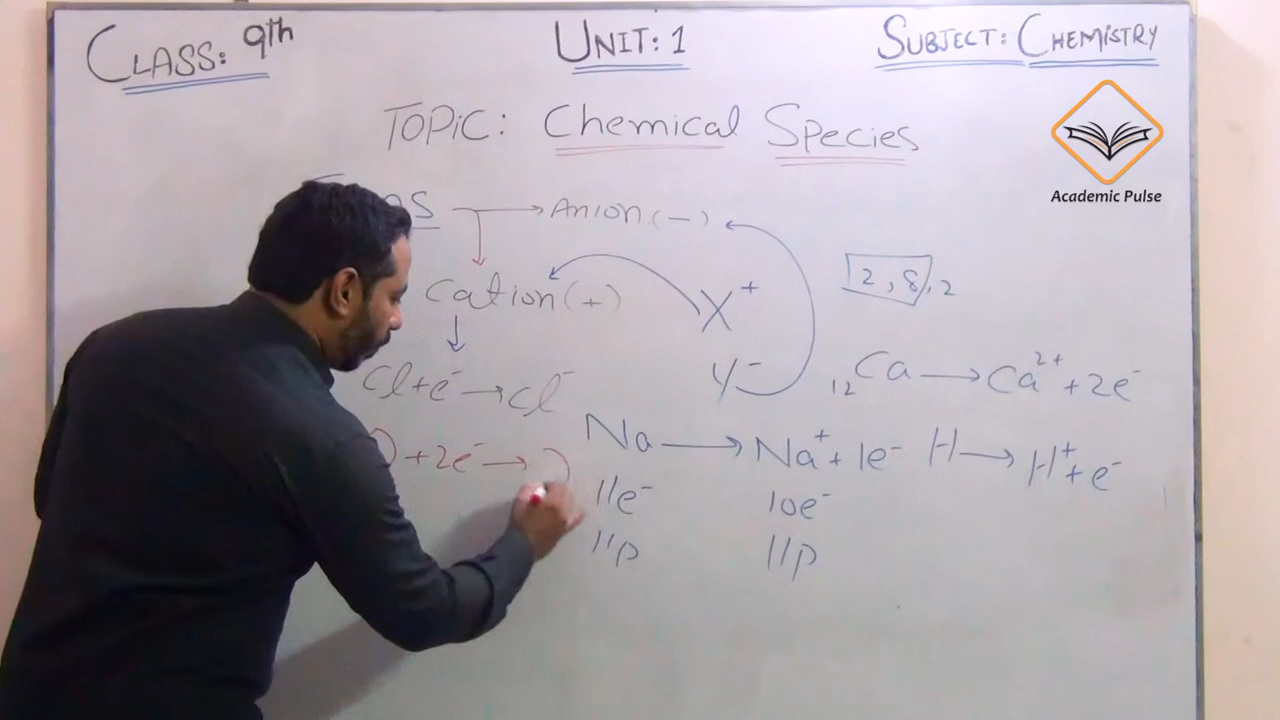 CLASS: 9th
UNIT: 1
SUBJECT: CHEMISTRY
TOPIC: Chemical Species
Academic Pulse
Anion (-)
Cation (+)
X⁺
Y⁻
2, 8, 2
Cl + e⁻ → Cl⁻
₁₂Ca → Ca²⁺ + 2e⁻
+ 2e⁻ →
Na → Na⁺ + 1e⁻
H → H⁺ + e⁻
11e⁻
10e⁻
11p
11p